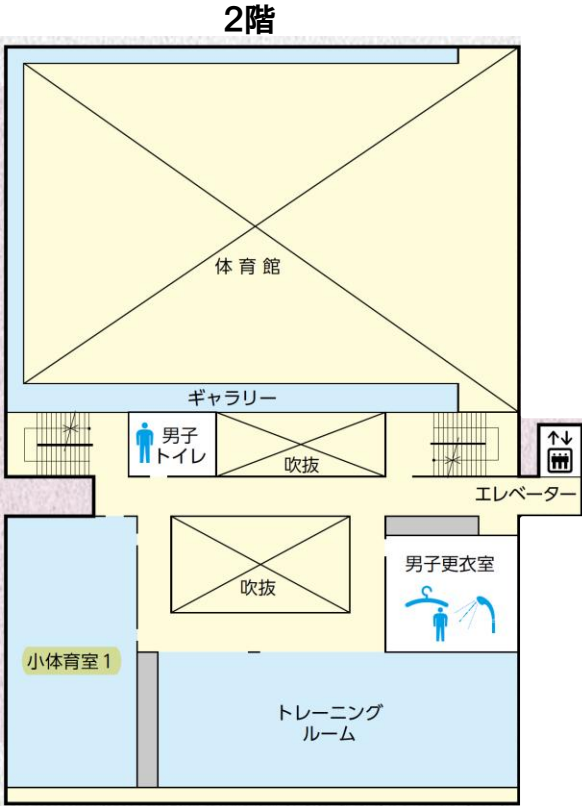 2階
体育館
ギャラリー
男子
トイレ
吹抜
エレベーター
男子更衣室
吹抜
小体育室1
トレーニング
ルーム